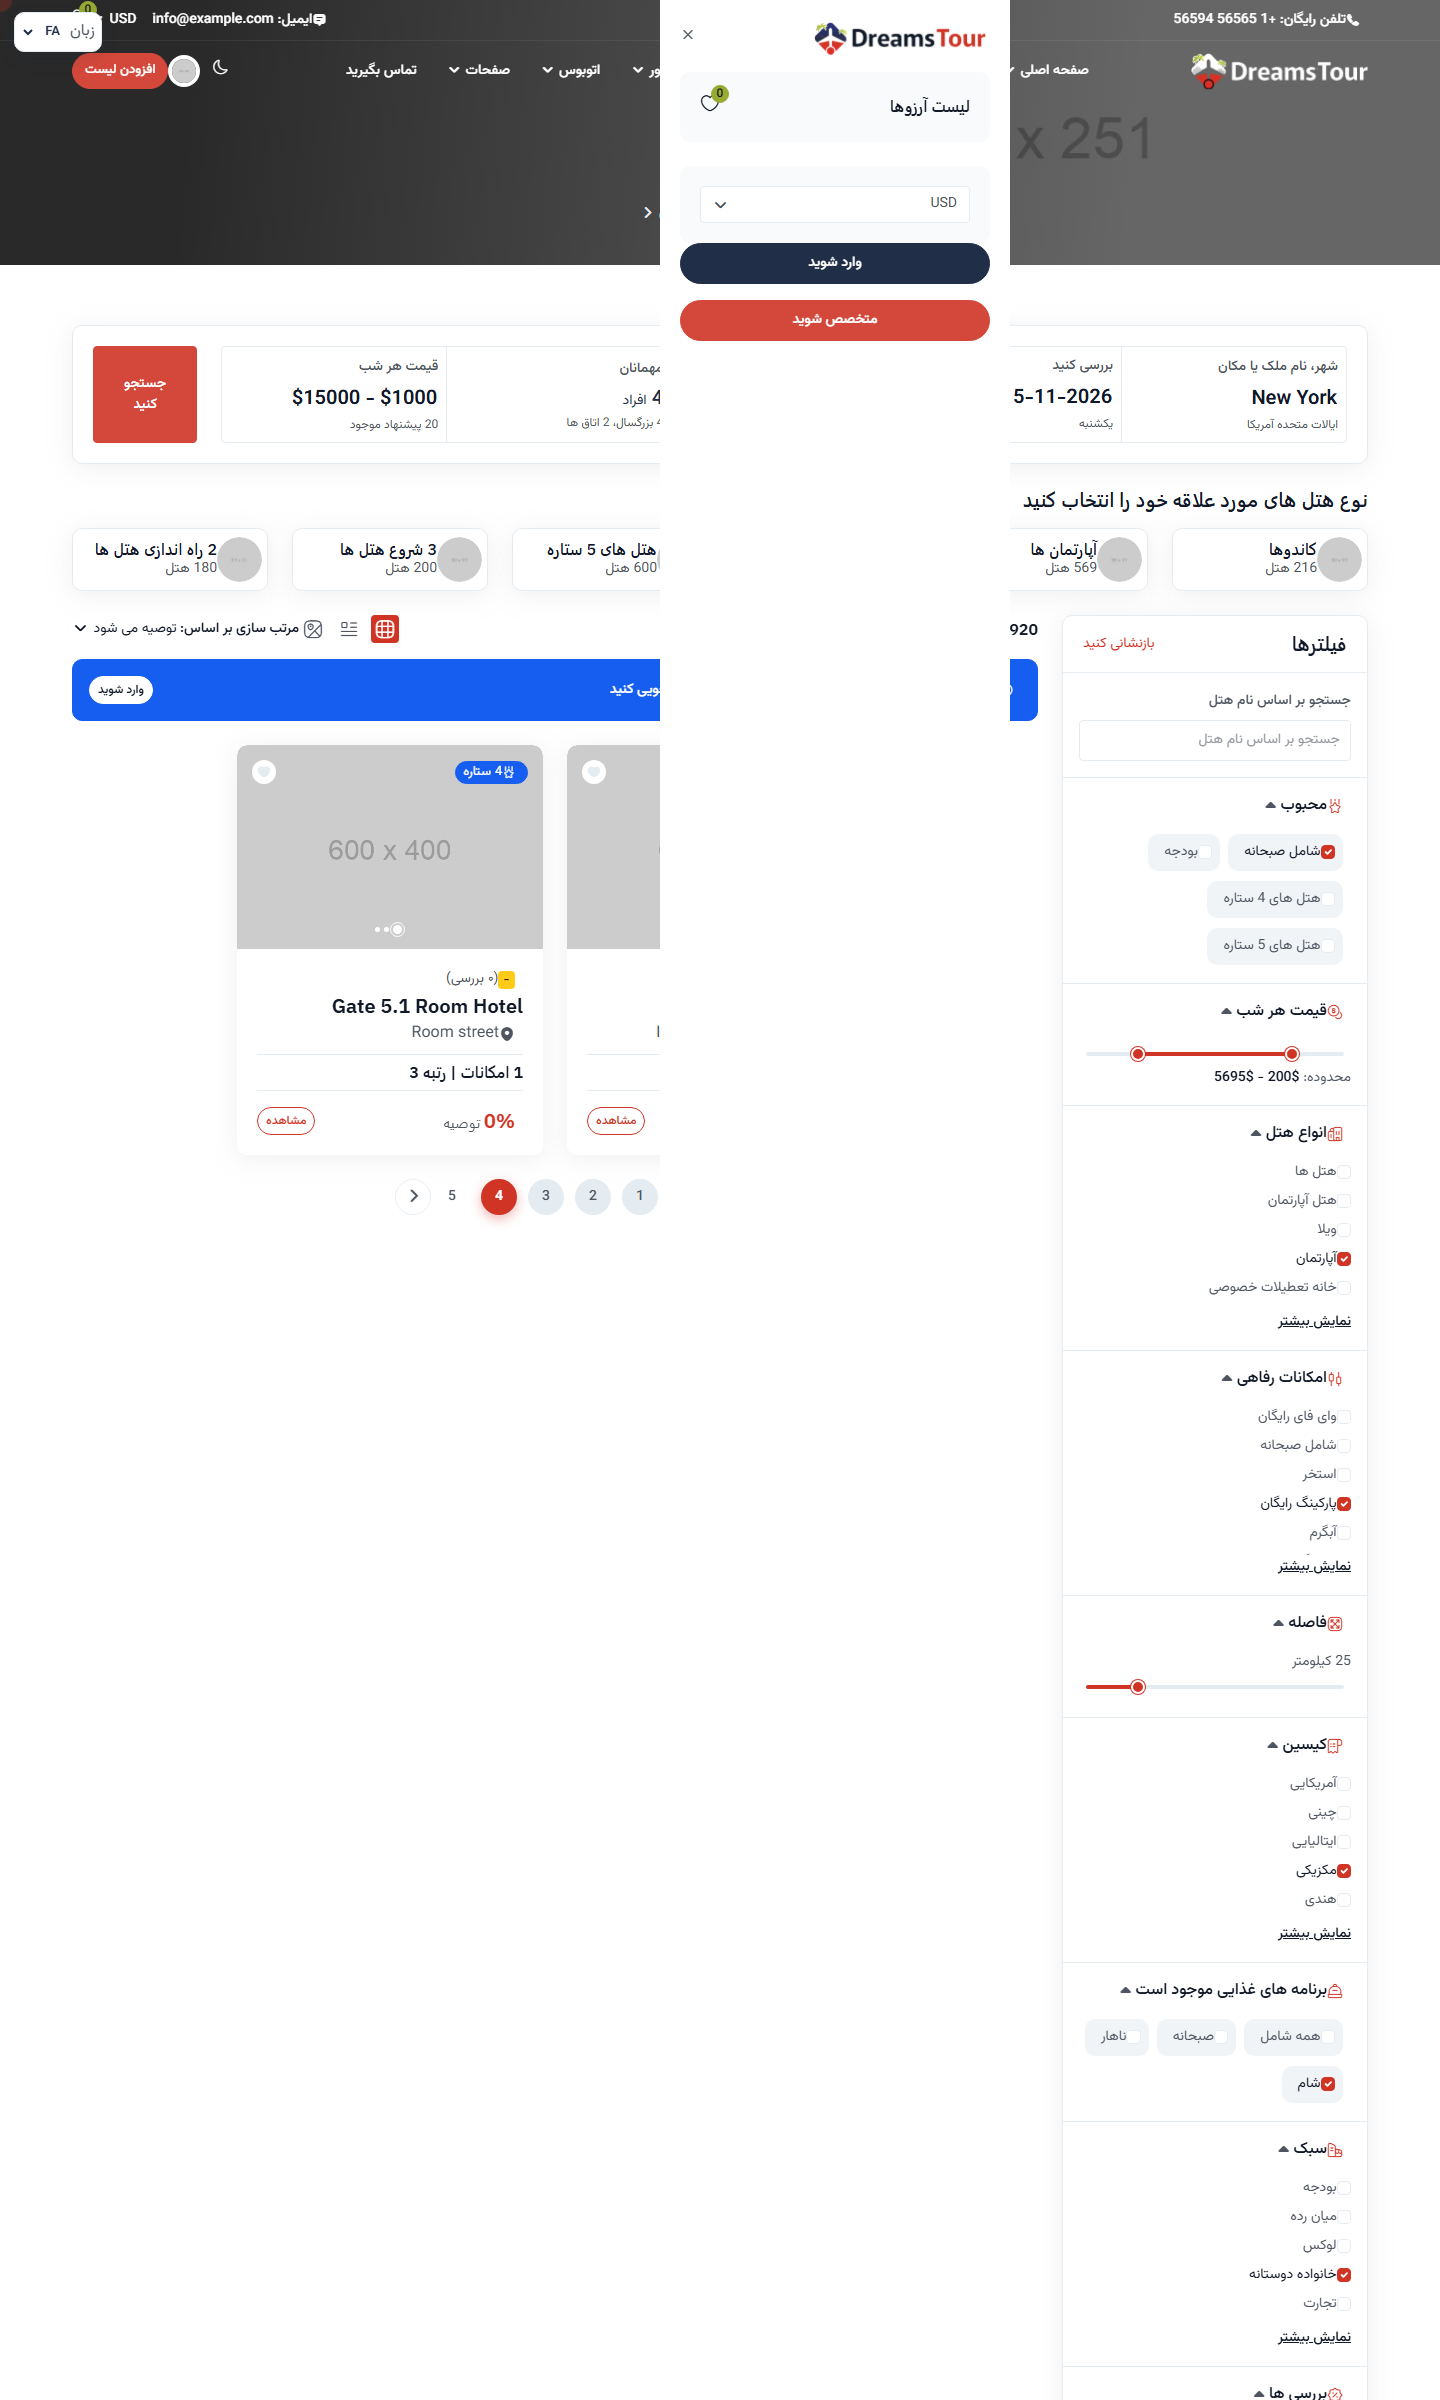 تلفن رایگان: +1 56565 56594
ایمیل: info@example.com
USD
0
زبان FA
DreamsTour
صفحه اصلی
اتوبوس
صفحات
تماس بگیرید
افزودن لیست
x 251
DreamsTour
لیست آرزوها
0
USD
وارد شوید
متخصص شوید
شهر، نام ملک یا مکان
New York
ایالات متحده آمریکا
بررسی کنید
5-11-2026
یکشنبه
مهمانان
4 افراد
4 بزرگسال، 2 اتاق ها
قیمت هر شب
$15000 - $1000
20 پیشنهاد موجود
جستجو کنید
نوع هتل های مورد علاقه خود را انتخاب کنید
کاندوها
216 هتل
آپارتمان ها
569 هتل
هتل های 5 ستاره
600 هتل
3 شروع هتل ها
200 هتل
2 راه اندازی هتل ها
180 هتل
920
مرتب سازی بر اساس: توصیه می شود
وارد شوید
4 ستاره
600 x 400
- (۰ بررسی)
Gate 5.1 Room Hotel
Room street
1 امکانات | رتبه 3
0% توصیه
مشاهده
مشاهده
1
2
3
4
5
فیلترها
بازنشانی کنید
جستجو بر اساس نام هتل
جستجو بر اساس نام هتل
محبوب
شامل صبحانه
بودجه
هتل های 4 ستاره
هتل های 5 ستاره
قیمت هر شب
محدوده: $200 - $5695
انواع هتل
هتل ها
هتل آپارتمان
ویلا
آپارتمان
خانه تعطیلات خصوصی
نمایش بیشتر
امکانات رفاهی
وای فای رایگان
شامل صبحانه
استخر
پارکینگ رایگان
آبگرم
نمایش بیشتر
فاصله
25 کیلومتر
کیسین
آمریکایی
چینی
ایتالیایی
مکزیکی
هندی
نمایش بیشتر
برنامه های غذایی موجود است
همه شامل
صبحانه
ناهار
شام
سبک
بودجه
میان رده
لوکس
خانواده دوستانه
تجارت
نمایش بیشتر
بررسی ها